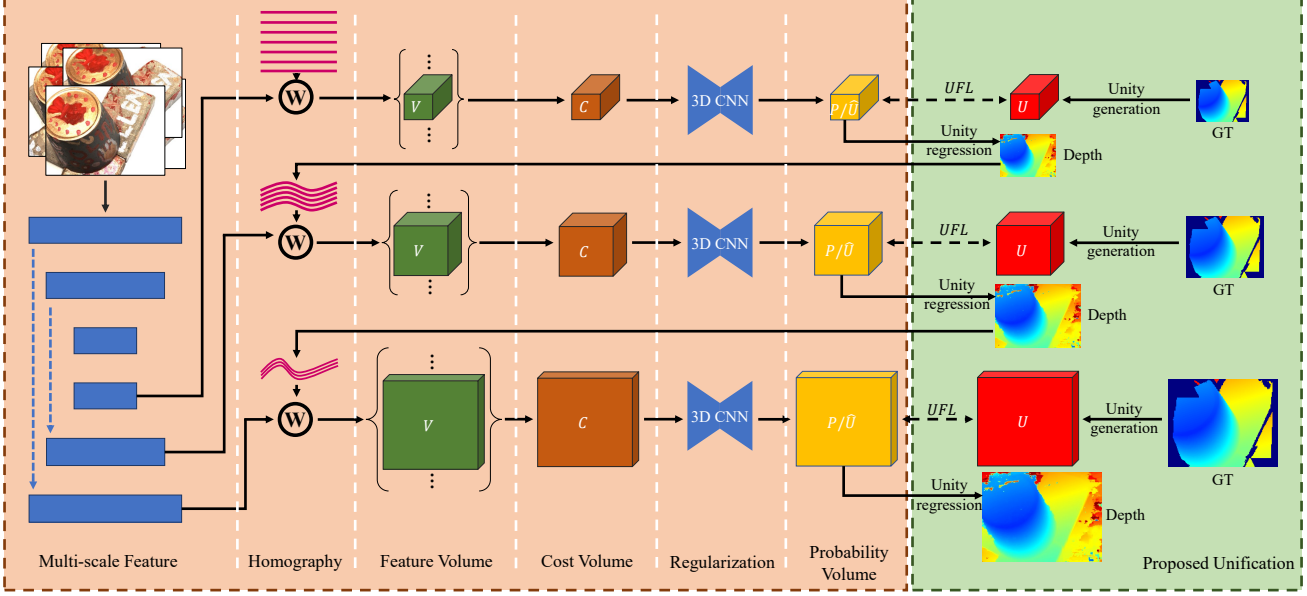 W
V
C
3D CNN
P/Û
UFL
U
Unity
generation
GT
Unity
regression
Depth
W
V
C
3D CNN
P/Û
UFL
U
Unity
generation
GT
Unity
regression
Depth
W
V
C
3D CNN
P/Û
UFL
U
Unity
generation
GT
Unity
regression
Depth
Multi-scale Feature
Homography
Feature Volume
Cost Volume
Regularization
Probability
Volume
Proposed Unification